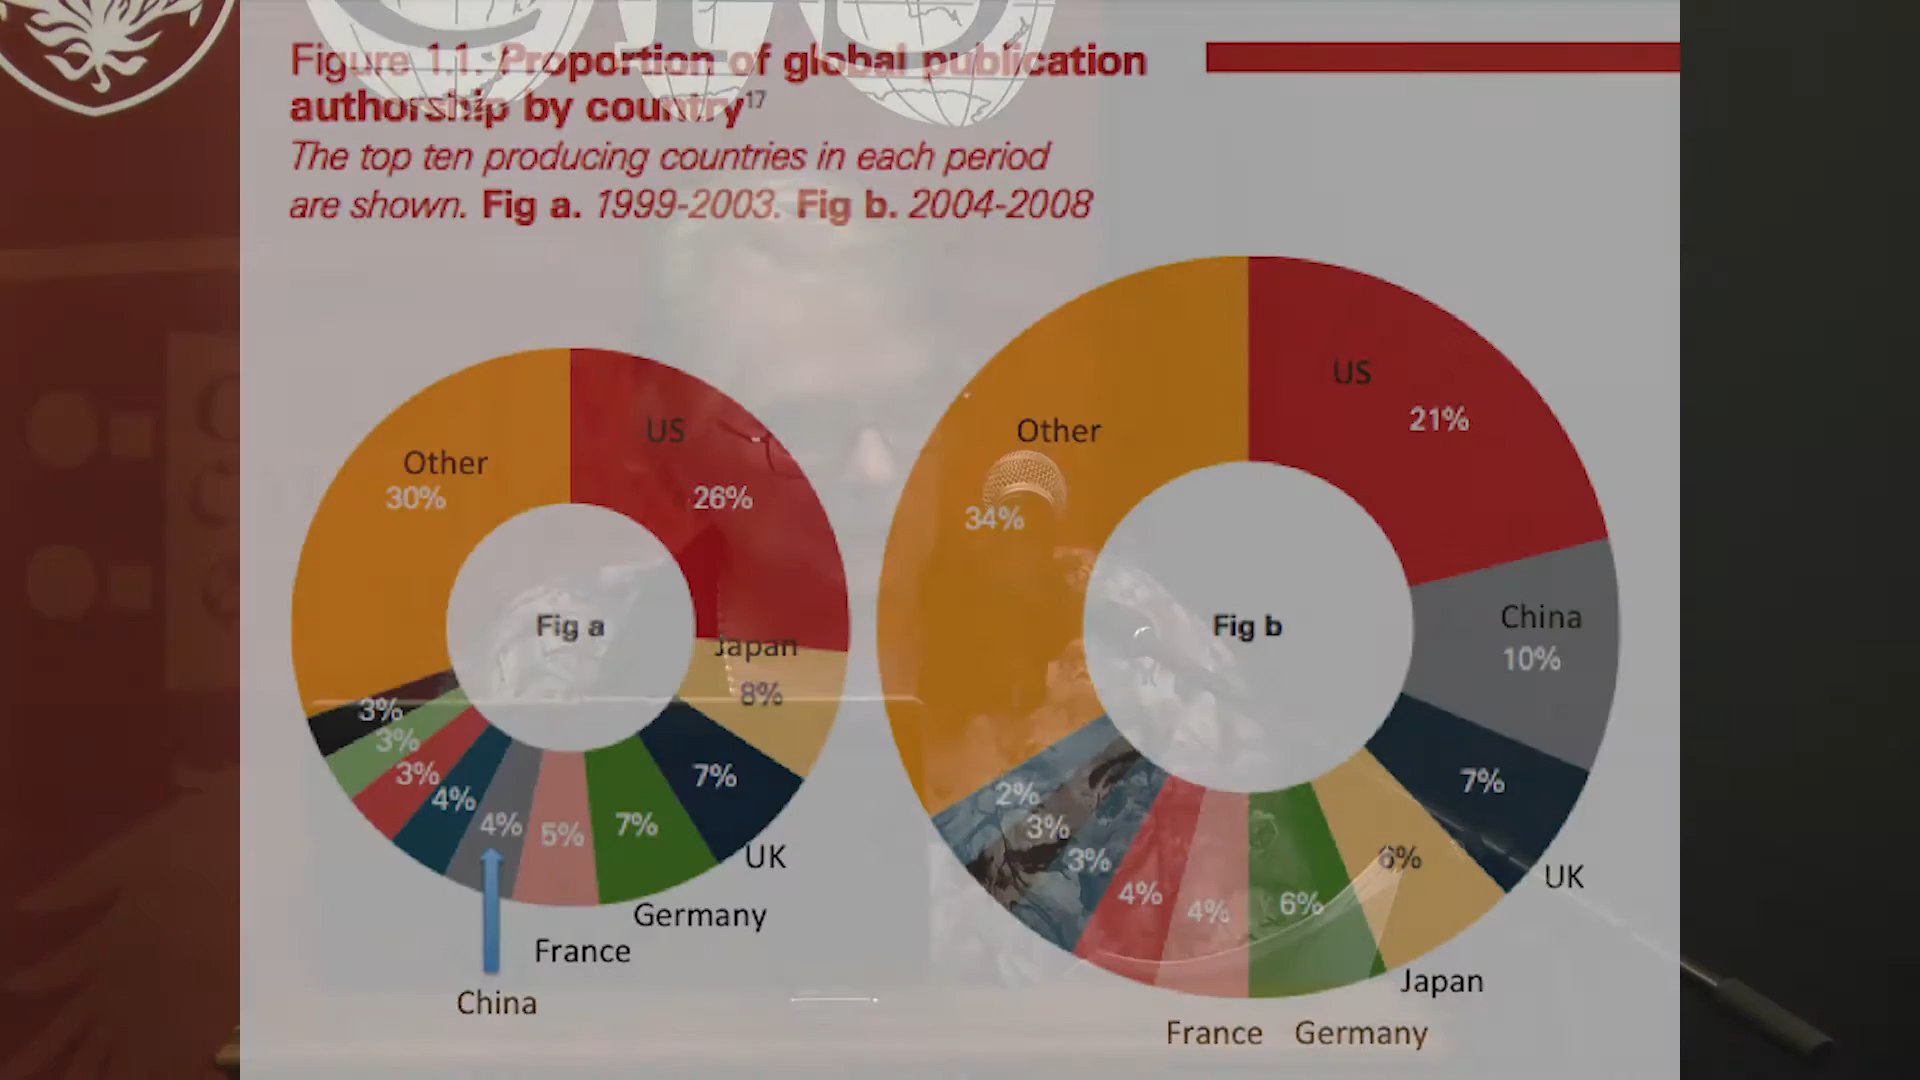 Figure 1.1. Proportion of global publication
authorship by country17
The top ten producing countries in each period
are shown. Fig a. 1999-2003. Fig b. 2004-2008
Other
30%
US
26%
Japan
8%
7%
UK
7%
Germany
5%
France
4%
China
4%
3%
3%
3%
Fig a
Other
34%
US
21%
China
10%
7%
UK
6%
Japan
6%
Germany
4%
France
4%
3%
3%
2%
Fig b